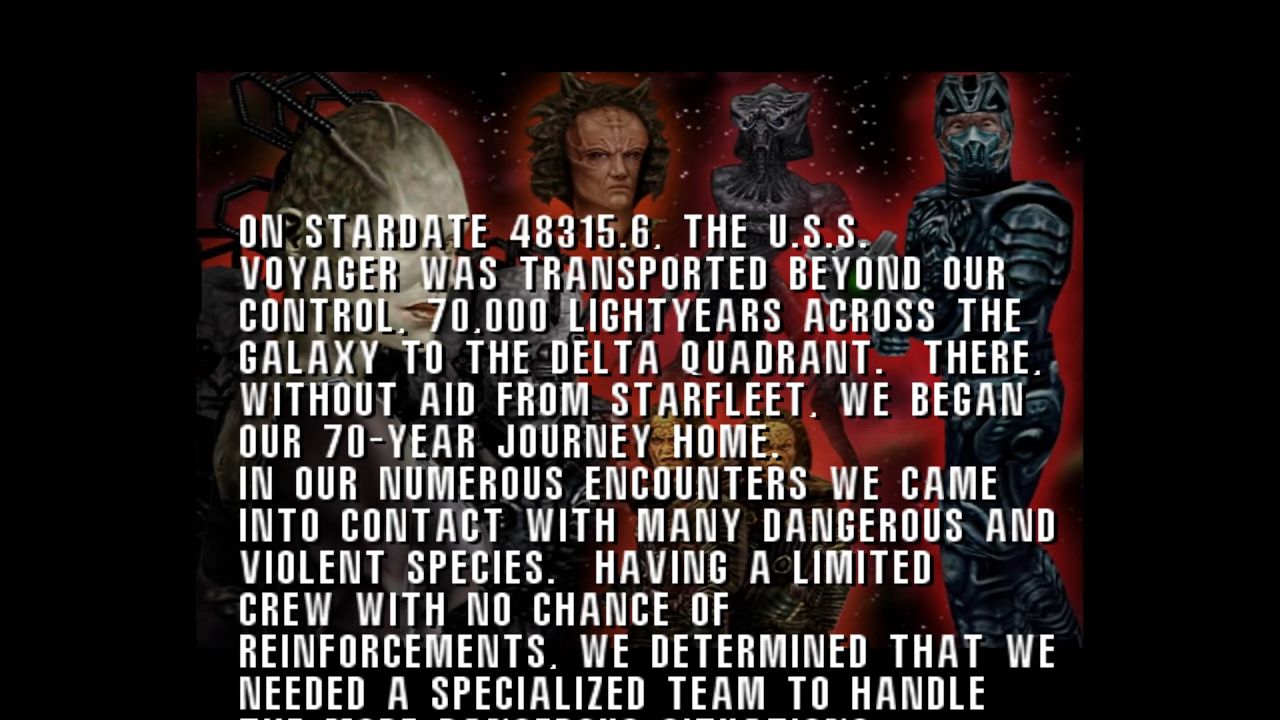 ON STARDATE 48315.6, THE U.S.S.
VOYAGER WAS TRANSPORTED BEYOND OUR
CONTROL, 70,000 LIGHTYEARS ACROSS THE
GALAXY TO THE DELTA QUADRANT.  THERE,
WITHOUT AID FROM STARFLEET, WE BEGAN
OUR 70-YEAR JOURNEY HOME.
IN OUR NUMEROUS ENCOUNTERS WE CAME
INTO CONTACT WITH MANY DANGEROUS AND
VIOLENT SPECIES.  HAVING A LIMITED
CREW WITH NO CHANCE OF
REINFORCEMENTS, WE DETERMINED THAT WE
NEEDED A SPECIALIZED TEAM TO HANDLE